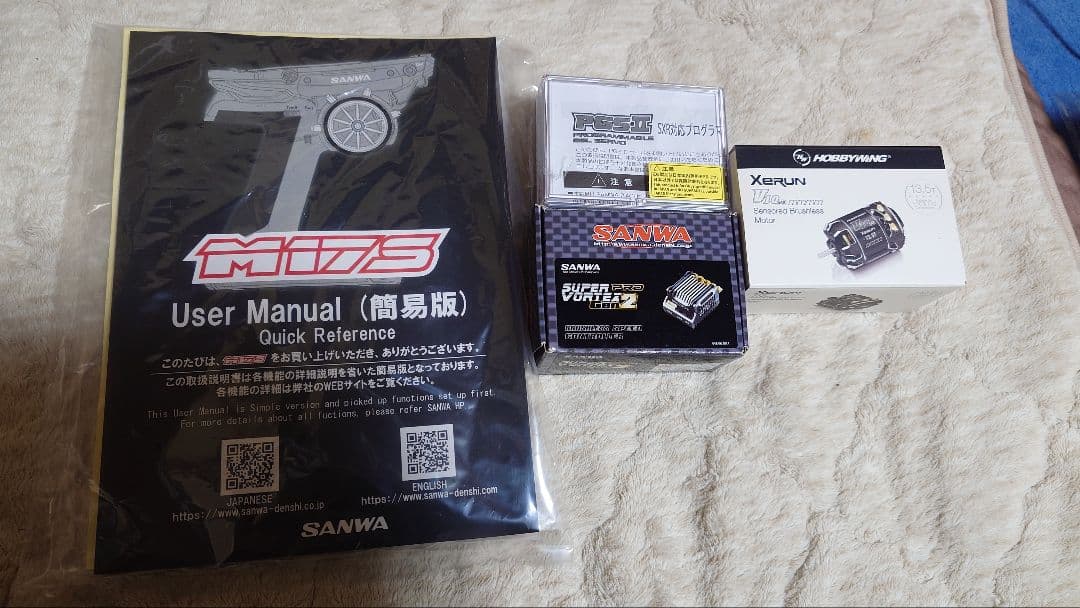 SANWA
M17S
User Manual (簡易版)
Quick Reference
このたびは、M17Sをお買い上げいただき、ありがとうございます。
この取扱説明書は各機能の詳細説明を省いた簡易版となっております。
各機能の詳細は弊社のWEBサイトをご覧ください。
This User Manual is Simple version and picked up functions set up first.
For more details about all fuctions, please refer SANWA HP.
JAPANESE
https://www.sanwa-denshi.co.jp
ENGLISH
https://www.sanwa-denshi.com
SANWA
PROGRAMMABLE
SERVO
SXR対応プログラム
注意
SANWA
SANWA
SUPER
VORTEX
GEN2
PRO
BRUSHLESS SPEED
CONTROLLER
HOBBYWING
XERUN
Sensored Brushless
Motor
13.5T
XERUN